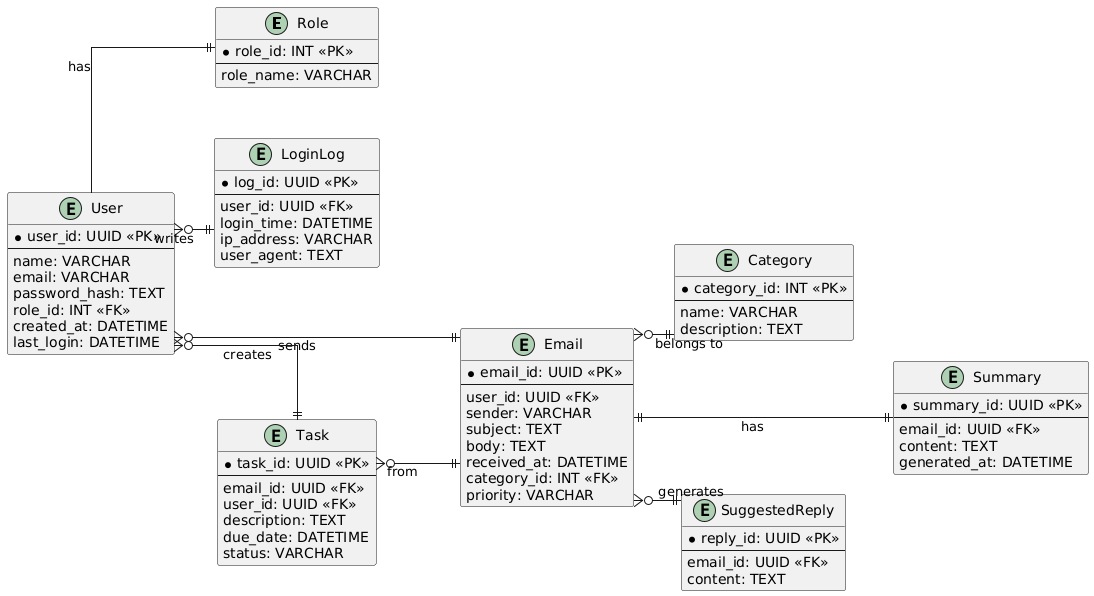 E Role
* role_id: INT «PK»
role_name: VARCHAR
has
E LoginLog
* log_id: UUID «PK»
user_id: UUID «FK»
login_time: DATETIME
ip_address: VARCHAR
user_agent: TEXT
E User
* user_id: UUID «PK»
name: VARCHAR
email: VARCHAR
password_hash: TEXT
role_id: INT «FK»
created_at: DATETIME
last_login: DATETIME
writes
sends
creates
E Category
* category_id: INT «PK»
name: VARCHAR
description: TEXT
belongs to
E Email
* email_id: UUID «PK»
user_id: UUID «FK»
sender: VARCHAR
subject: TEXT
body: TEXT
received_at: DATETIME
category_id: INT «FK»
priority: VARCHAR
has
E Summary
* summary_id: UUID «PK»
email_id: UUID «FK»
content: TEXT
generated_at: DATETIME
E Task
* task_id: UUID «PK»
email_id: UUID «FK»
user_id: UUID «FK»
description: TEXT
due_date: DATETIME
status: VARCHAR
from
generates
E SuggestedReply
* reply_id: UUID «PK»
email_id: UUID «FK»
content: TEXT